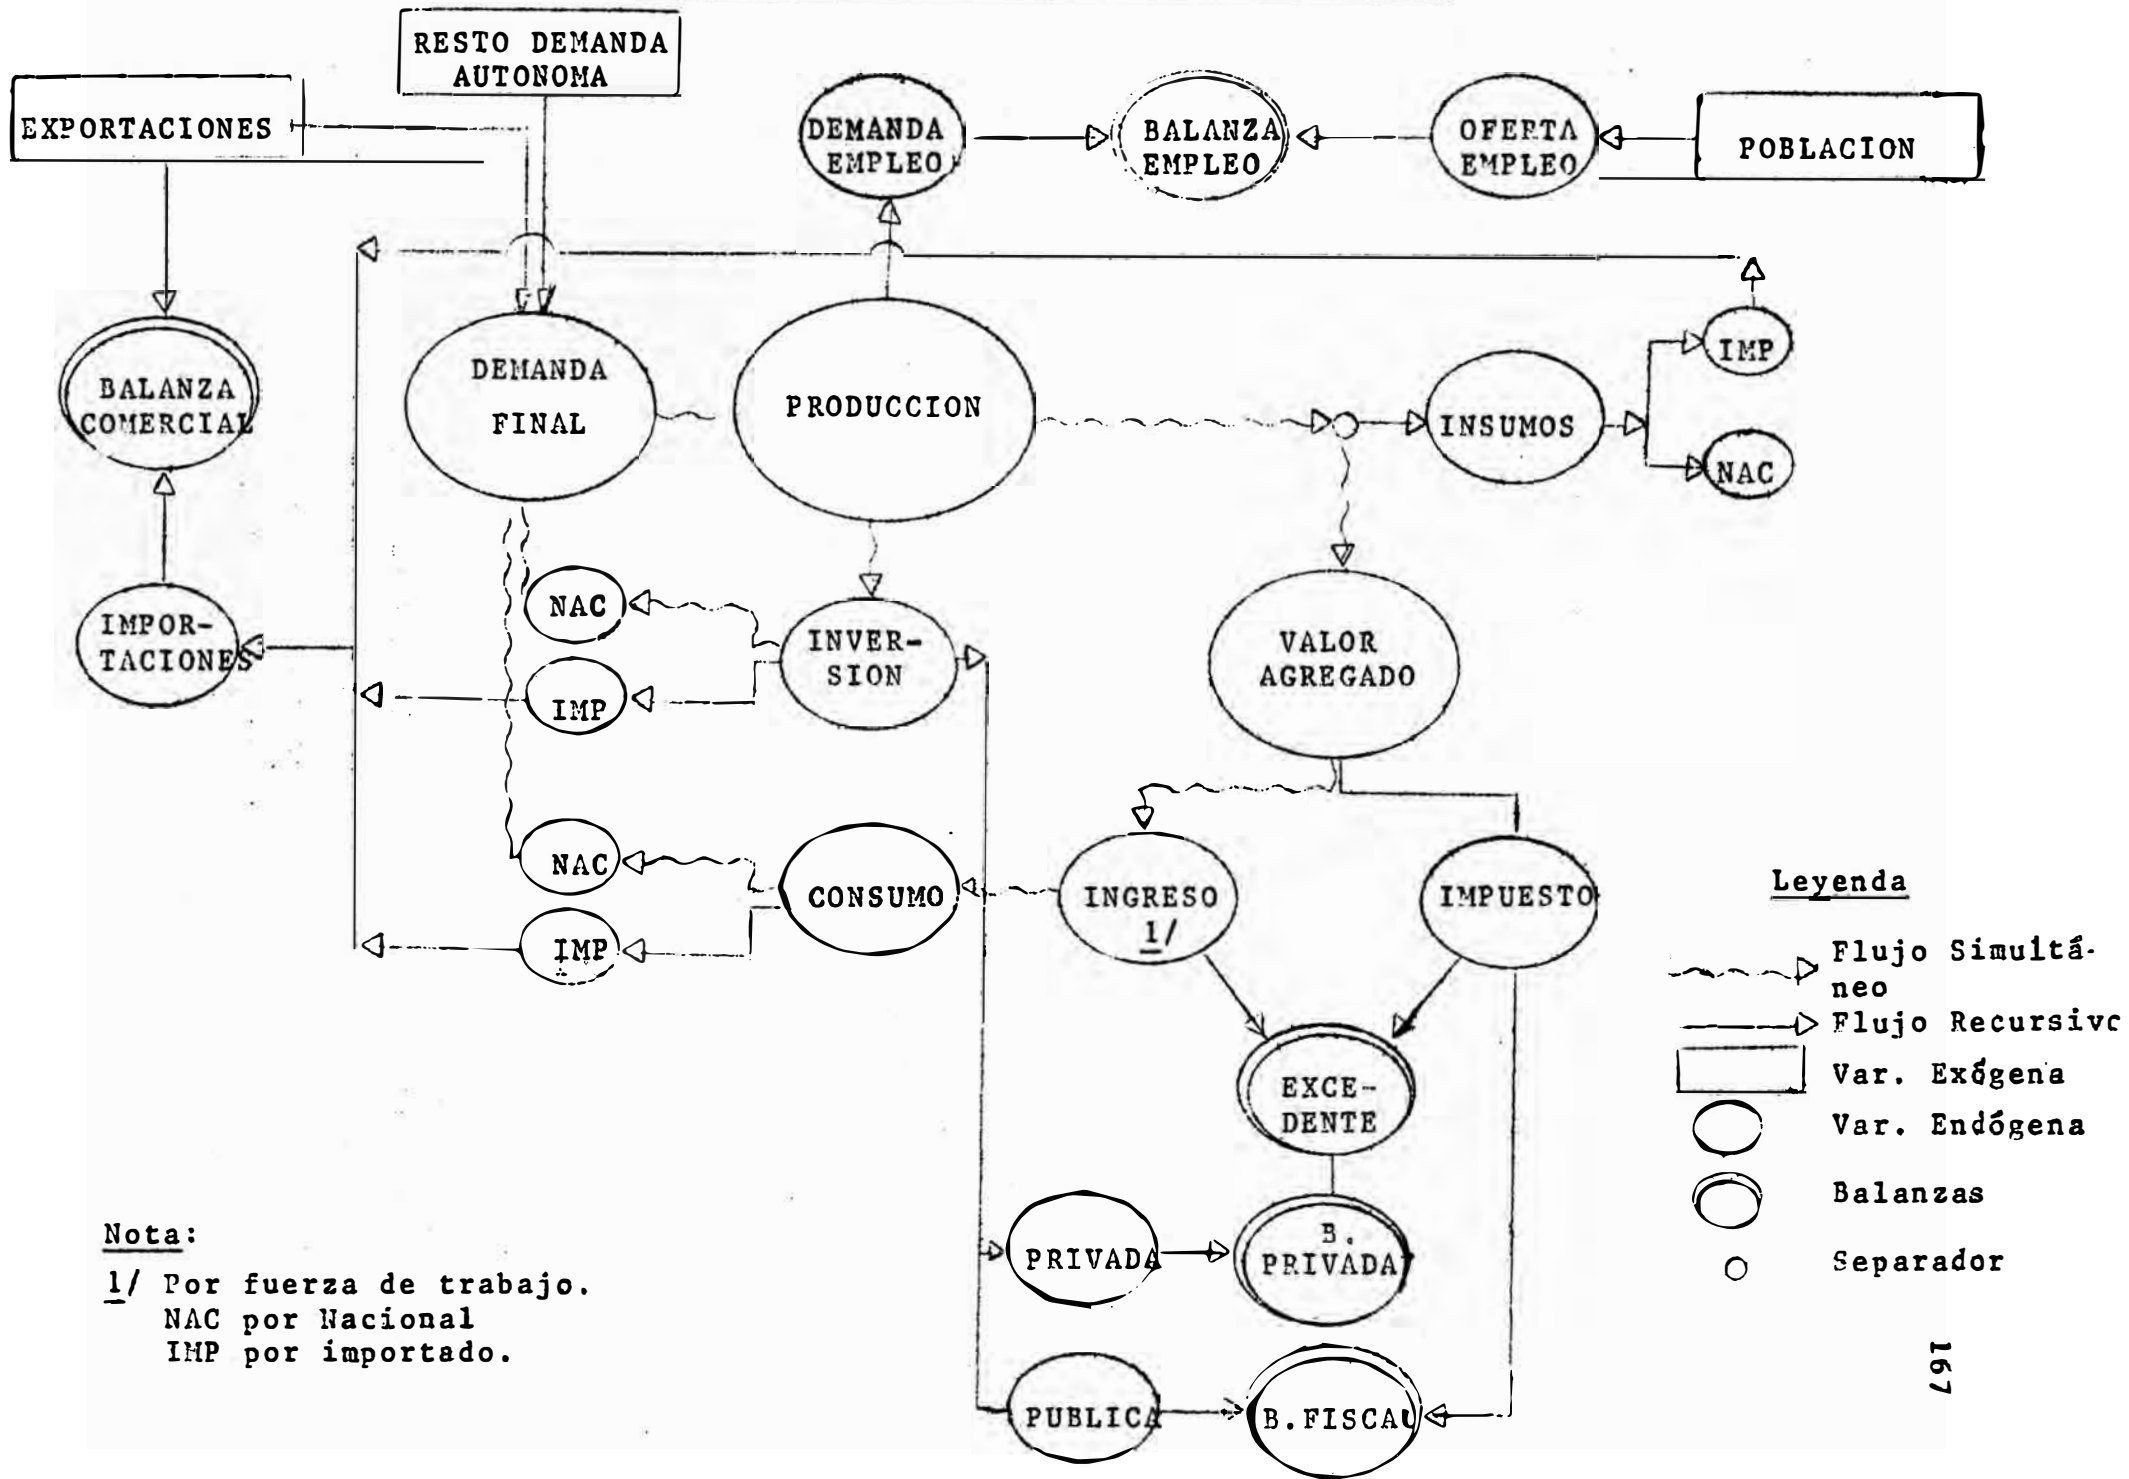 RESTO DEMANDA
AUTONOMA
EXPORTACIONES
DEMANDA
EMPLEO
BALANZA
EMPLEO
OFERTA
EMPLEO
POBLACION
BALANZA
COMERCIAL
DEMANDA
FINAL
PRODUCCION
INSUMOS
IMP
NAC
IMPOR-
TACIONES
NAC
IMP
INVER-
SION
VALOR
AGREGADO
NAC
IMP
CONSUMO
INGRESO
1/
IMPUESTO
EXCE-
DENTE
PRIVADA
B.
PRIVADA
PUBLICA
B.FISCAL
Leyenda
Flujo Simultá-
neo
Flujo Recursivo
Var. Exógena
Var. Endógena
Balanzas
Separador
Nota:
1/ Por fuerza de trabajo.
NAC por Nacional
IMP por importado.
167